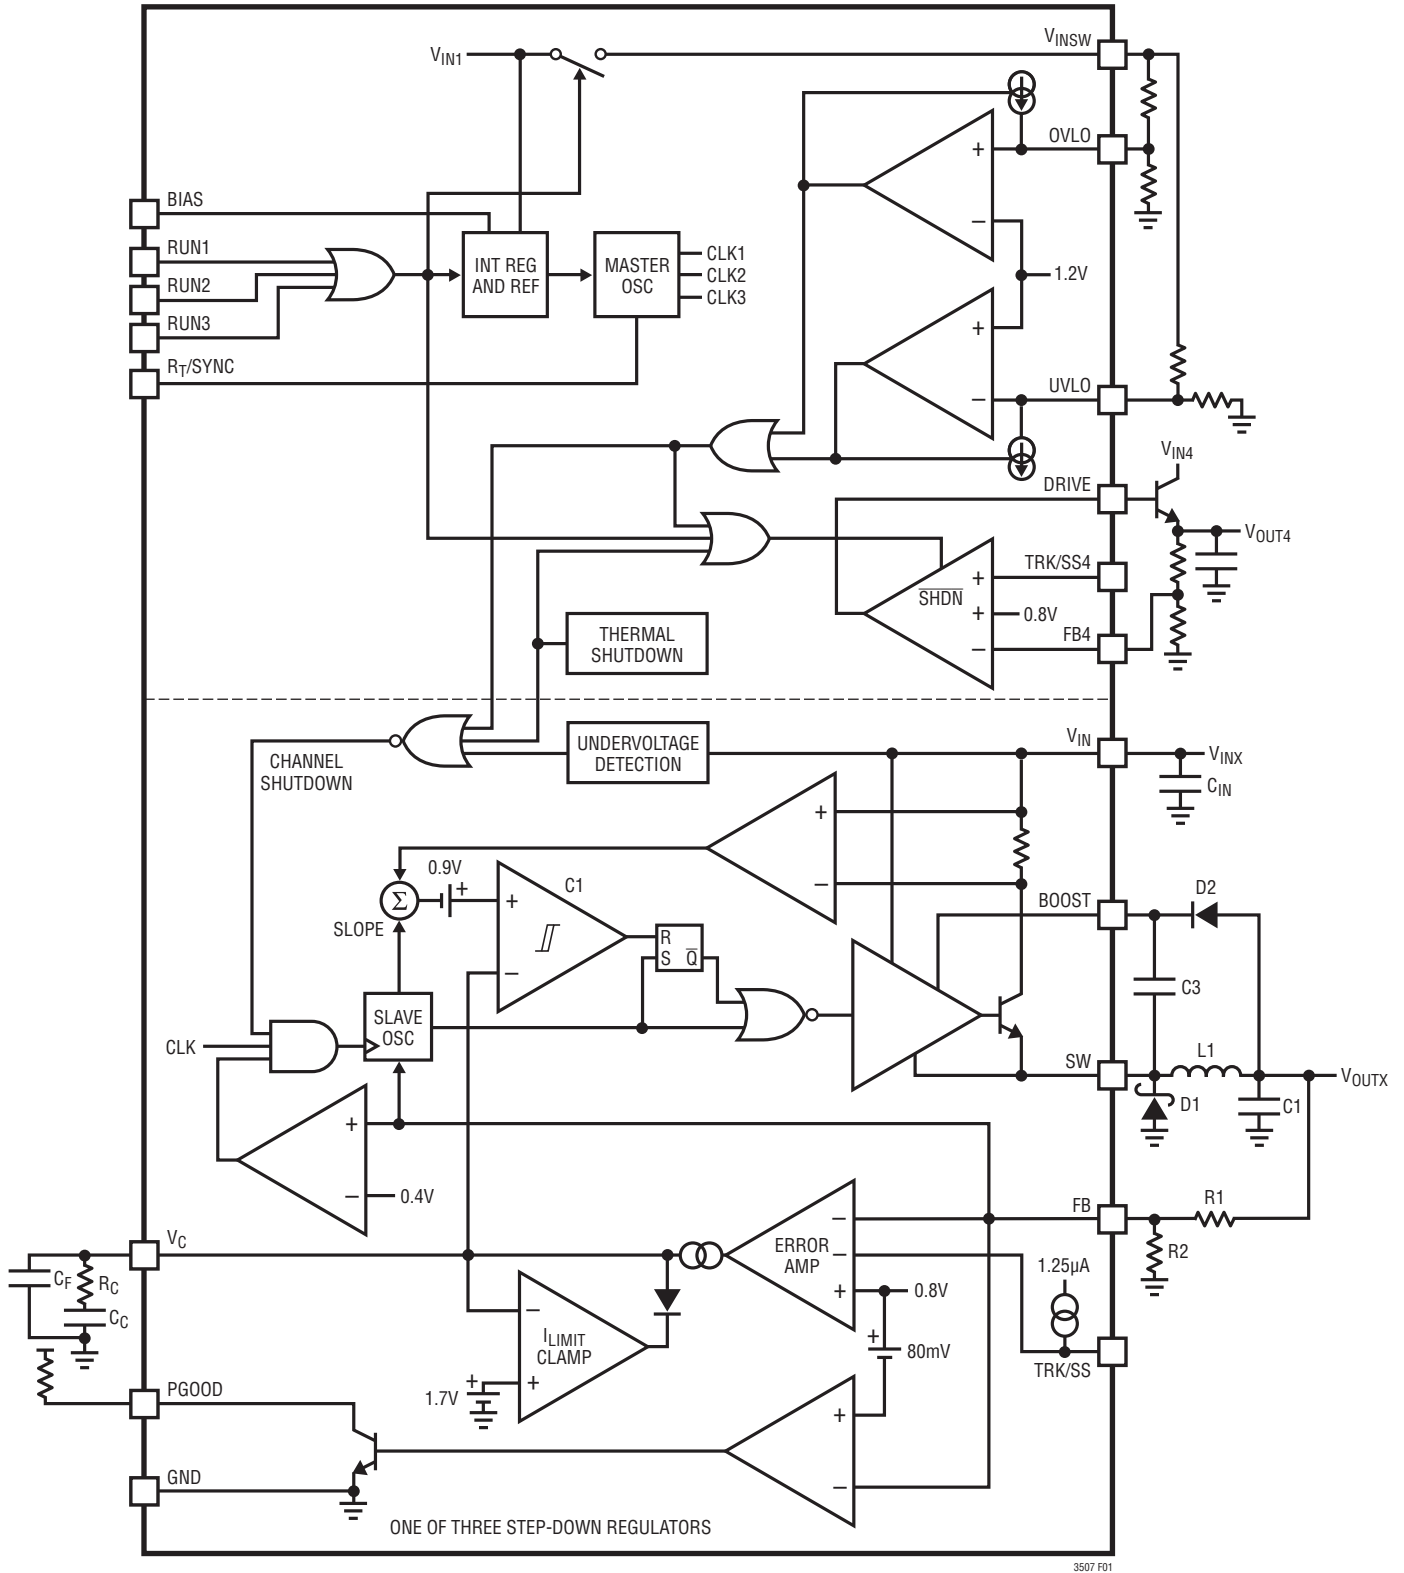 VIN1
VINSW
OVLO
+
−
1.2V
+
−
UVLO
BIAS
RUN1
RUN2
RUN3
RT/SYNC
INT REG
AND REF
MASTER
OSC
CLK1
CLK2
CLK3
VIN4
DRIVE
VOUT4
TRK/SS4
SHDN
+
+
0.8V
−
FB4
THERMAL
SHUTDOWN
CHANNEL
SHUTDOWN
UNDERVOLTAGE
DETECTION
VIN
VINX
CIN
+
−
0.9V
+
Σ
SLOPE
C1
+
−
R
S Q̅
BOOST
D2
C3
CLK
SLAVE
OSC
SW
L1
VOUTX
D1
C1
+
−
0.4V
FB
R1
R2
VC
CF
RC
CC
ERROR
AMP
−
−
+
0.8V
1.25µA
+
80mV
TRK/SS
ILIMIT
CLAMP
−
+
1.7V
+
PGOOD
+
−
GND
ONE OF THREE STEP-DOWN REGULATORS
3507 F01